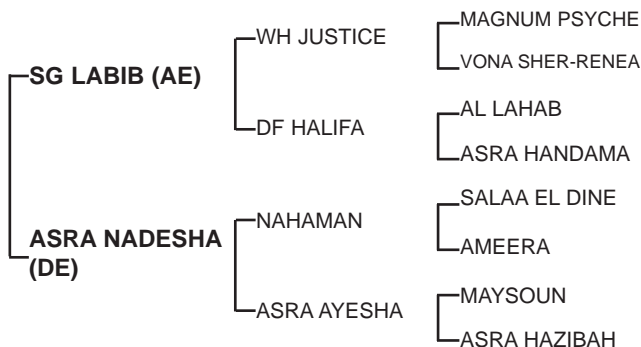 MAGNUM PSYCHE
WH JUSTICE
VONA SHER-RENEA
SG LABIB (AE)
AL LAHAB
DF HALIFA
ASRA HANDAMA
SALAA EL DINE
NAHAMAN
AMEERA
ASRA NADESHA
(DE)
MAYSOUN
ASRA AYESHA
ASRA HAZIBAH